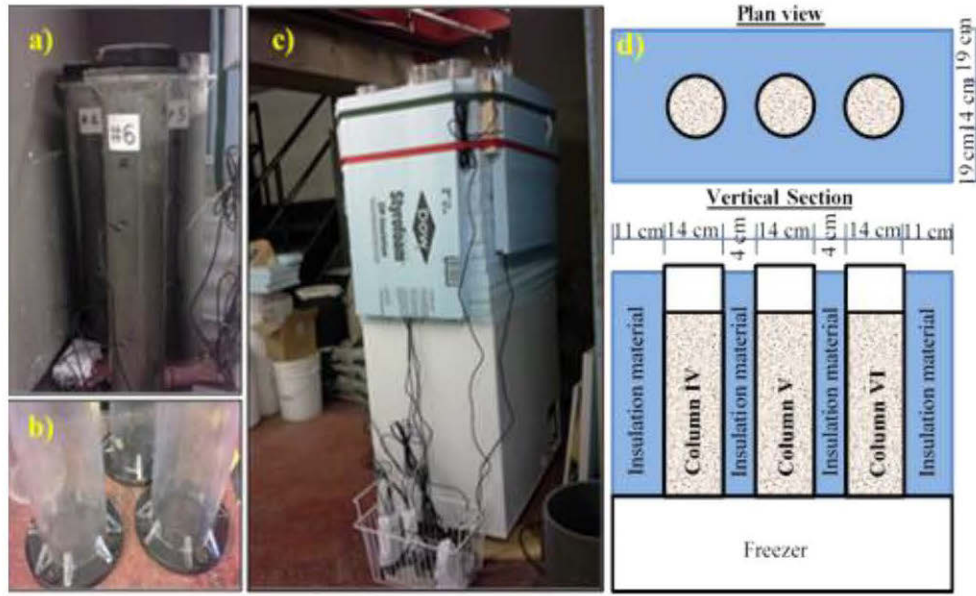 a)
#6
b)
c)
DOW
Styrofoam
d)
Plan view
19 cm
14 cm
19 cm
Vertical Section
11 cm
14 cm
4 cm
14 cm
4 cm
14 cm
11 cm
Insulation material
Column IV
Insulation material
Column V
Insulation material
Column VI
Insulation material
Freezer